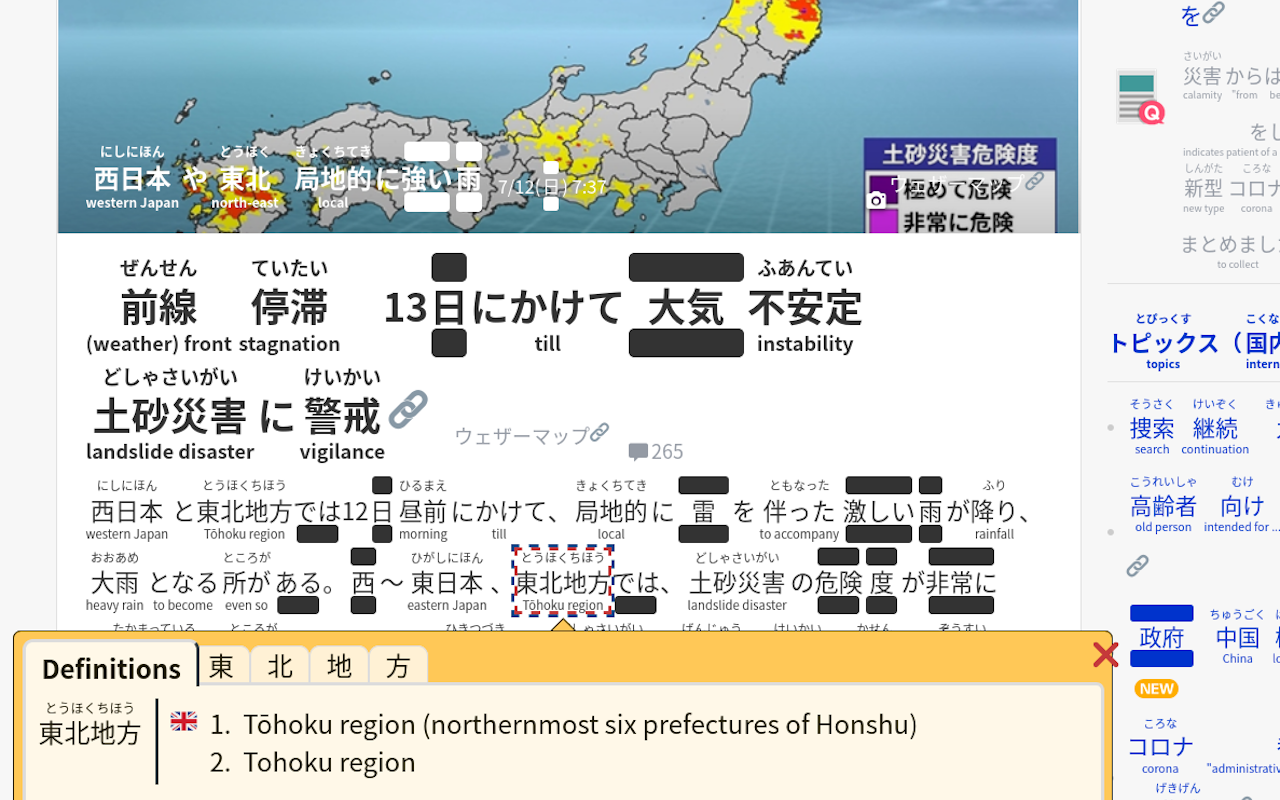 にしにほん とうほく きょくちてき
西日本 や 東北 局地的に強い雨 7/12(日) 7:37
western Japan north-east local
土砂災害危険度
ウェザーマップ
極めて危険
非常に危険
ぜんせん ていたい ふあんてい
前線 停滞 13日にかけて 大気 不安定
(weather) front stagnation till instability
どしゃさいがい けいかい
土砂災害 に 警戒
landslide disaster vigilance
ウェザーマップ 265
にしにほん とうほくちほう ひるまえ きょくちてき ともなった ふり
西日本 と東北地方では12日 昼前にかけて、 局地的に 雷 を 伴った 激しい雨が降り、
western Japan Tōhoku region morning till local to accompany rainfall
おおあめ ところが ひがしにほん とうほくちほう どしゃさいがい
大雨 となる 所が ある。 西 ～ 東日本 、 東北地方では、 土砂災害 の危険 度 が非常に
heavy rain to become even so eastern Japan Tōhoku region landslide disaster
たかまっている ところが ひきつづき しゃさいがい げんじゅう けいかい かせん ぞうすい
Definitions 東 北 地 方
とうほくちほう
東北地方
1. Tōhoku region (northernmost six prefectures of Honshu)
2. Tohoku region
を
さいがい
災害からは
calamity "from be
をし
indicates patient of a
しんがた ころな
新型 コロナ
new type corona
まとめまし
to collect
とぴっくす こくな
トピックス（国内
topics intern
そうさく けいぞく
捜索 継続
search continuation
こうれいしゃ むけ
高齢者 向け
old person intended for ...
ちゅうごく
政府 中国
China
NEW
ころな
コロナ
corona "administrativ
げきげん